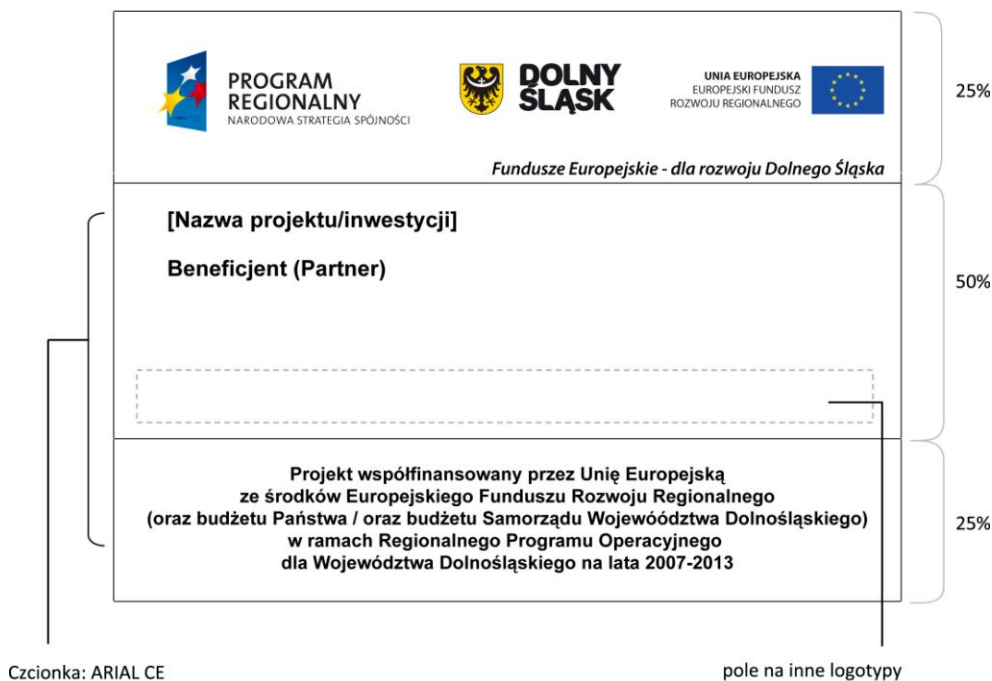 PROGRAM
REGIONALNY
NARODOWA STRATEGIA SPÓJNOŚCI
DOLNY
ŚLĄSK
UNIA EUROPEJSKA
EUROPEJSKI FUNDUSZ
ROZWOJU REGIONALNEGO
25%
Fundusze Europejskie - dla rozwoju Dolnego Śląska
[Nazwa projektu/inwestycji]
Beneficjent (Partner)
50%
Projekt współfinansowany przez Unię Europejską
ze środków Europejskiego Funduszu Rozwoju Regionalnego
(oraz budżetu Państwa / oraz budżetu Samorządu Wojewóództwa Dolnośląskiego)
w ramach Regionalnego Programu Operacyjnego
dla Województwa Dolnośląskiego na lata 2007-2013
25%
Czcionka: ARIAL CE
pole na inne logotypy